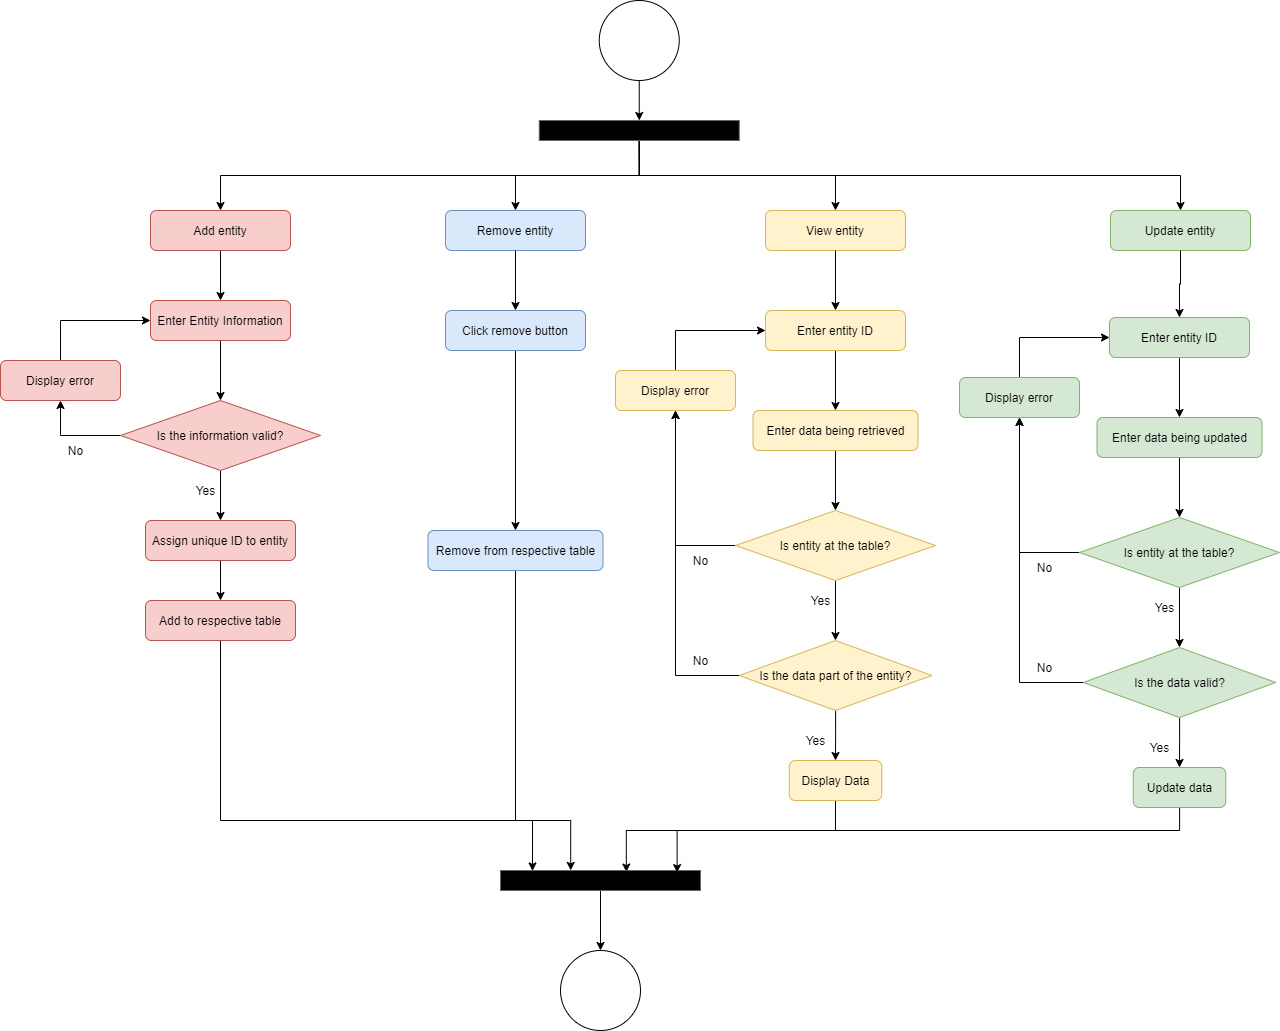 Add entity
Remove entity
View entity
Update entity
Enter Entity Information
Click remove button
Enter entity ID
Enter entity ID
Display error
Display error
Display error
Is the information valid?
Enter data being retrieved
Enter data being updated
No
Yes
Assign unique ID to entity
Remove from respective table
Is entity at the table?
Is entity at the table?
No
No
Yes
Yes
Add to respective table
No
No
Is the data part of the entity?
Is the data valid?
Yes
Yes
Display Data
Update data